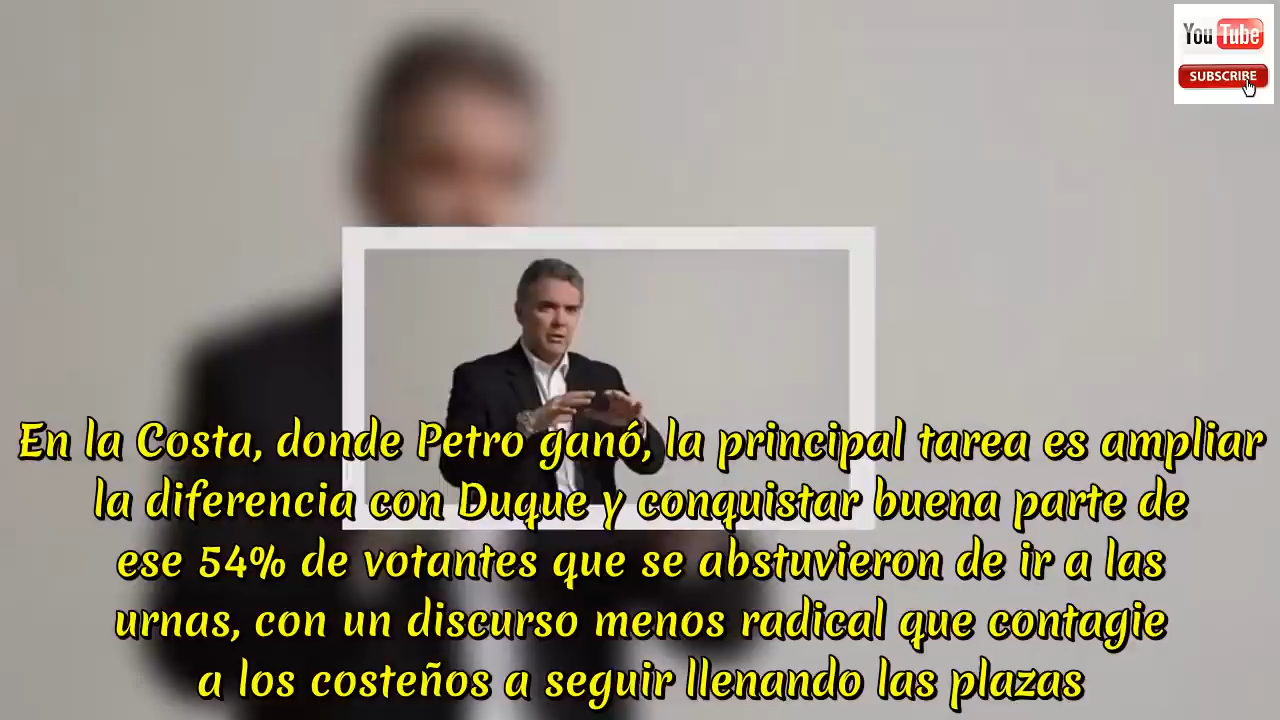 You Tube
SUBSCRIBE
En la Costa, donde Petro ganó, la principal tarea es ampliar
la diferencia con Duque y conquistar buena parte de
ese 54% de votantes que se abstuvieron de ir a las
urnas, con un discurso menos radical que contagie
a los costeños a seguir llenando las plazas